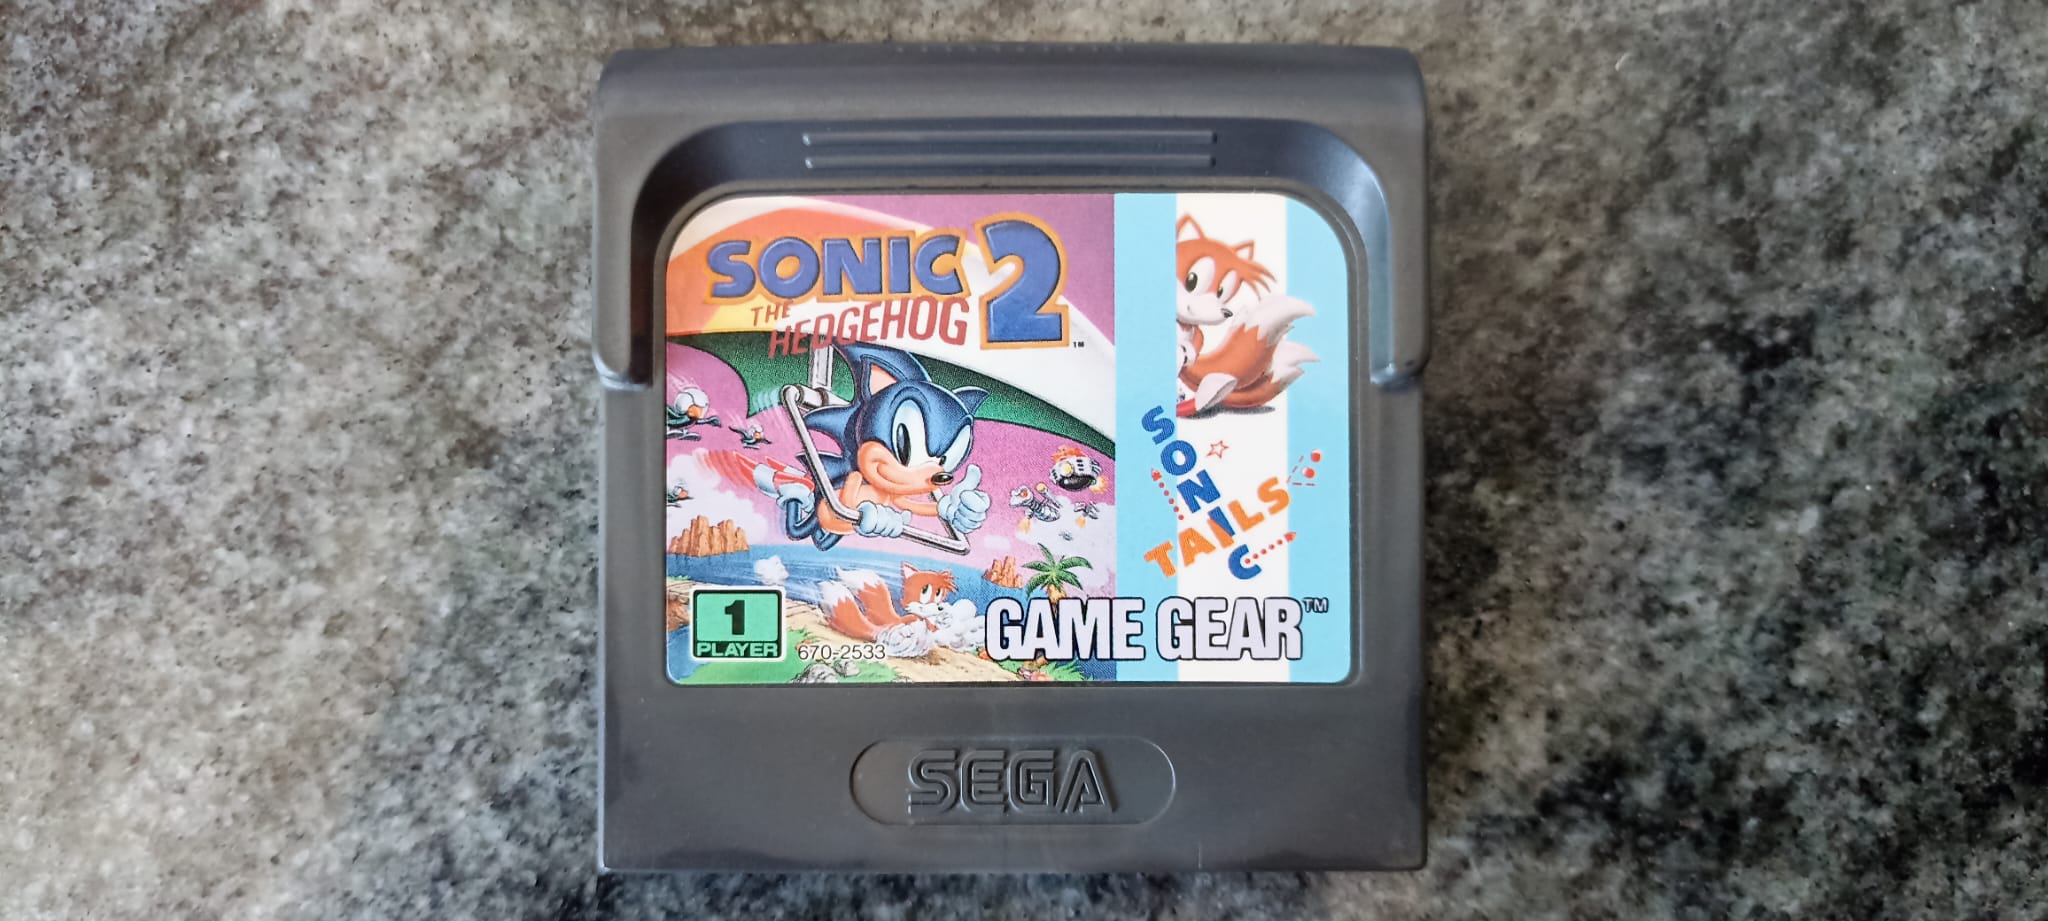 SONIC 2
THE
HEDGEHOG
TM
SONIC
TAILS
1
PLAYER
670-2533
GAME GEAR™
SEGA